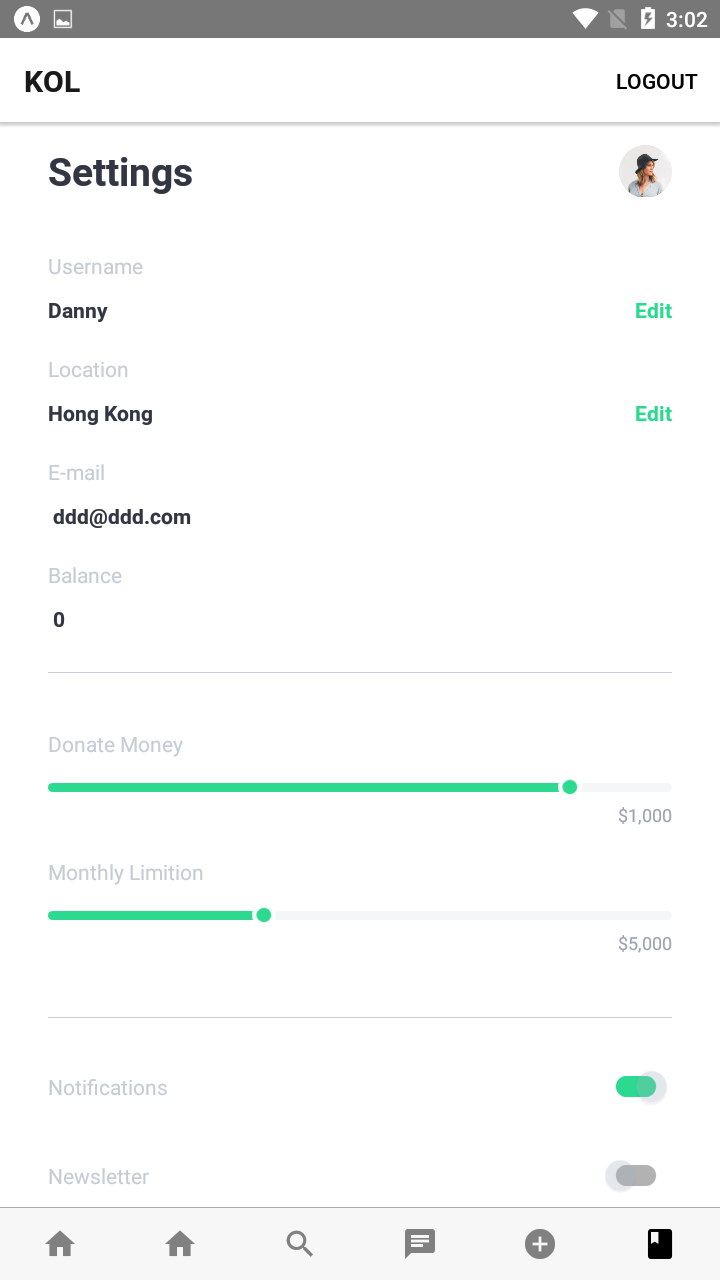 3:02
KOL LOGOUT
Settings
Username
Danny Edit
Location
Hong Kong Edit
E-mail
ddd@ddd.com
Balance
0
Donate Money
$1,000
Monthly Limition
$5,000
Notifications
Newsletter